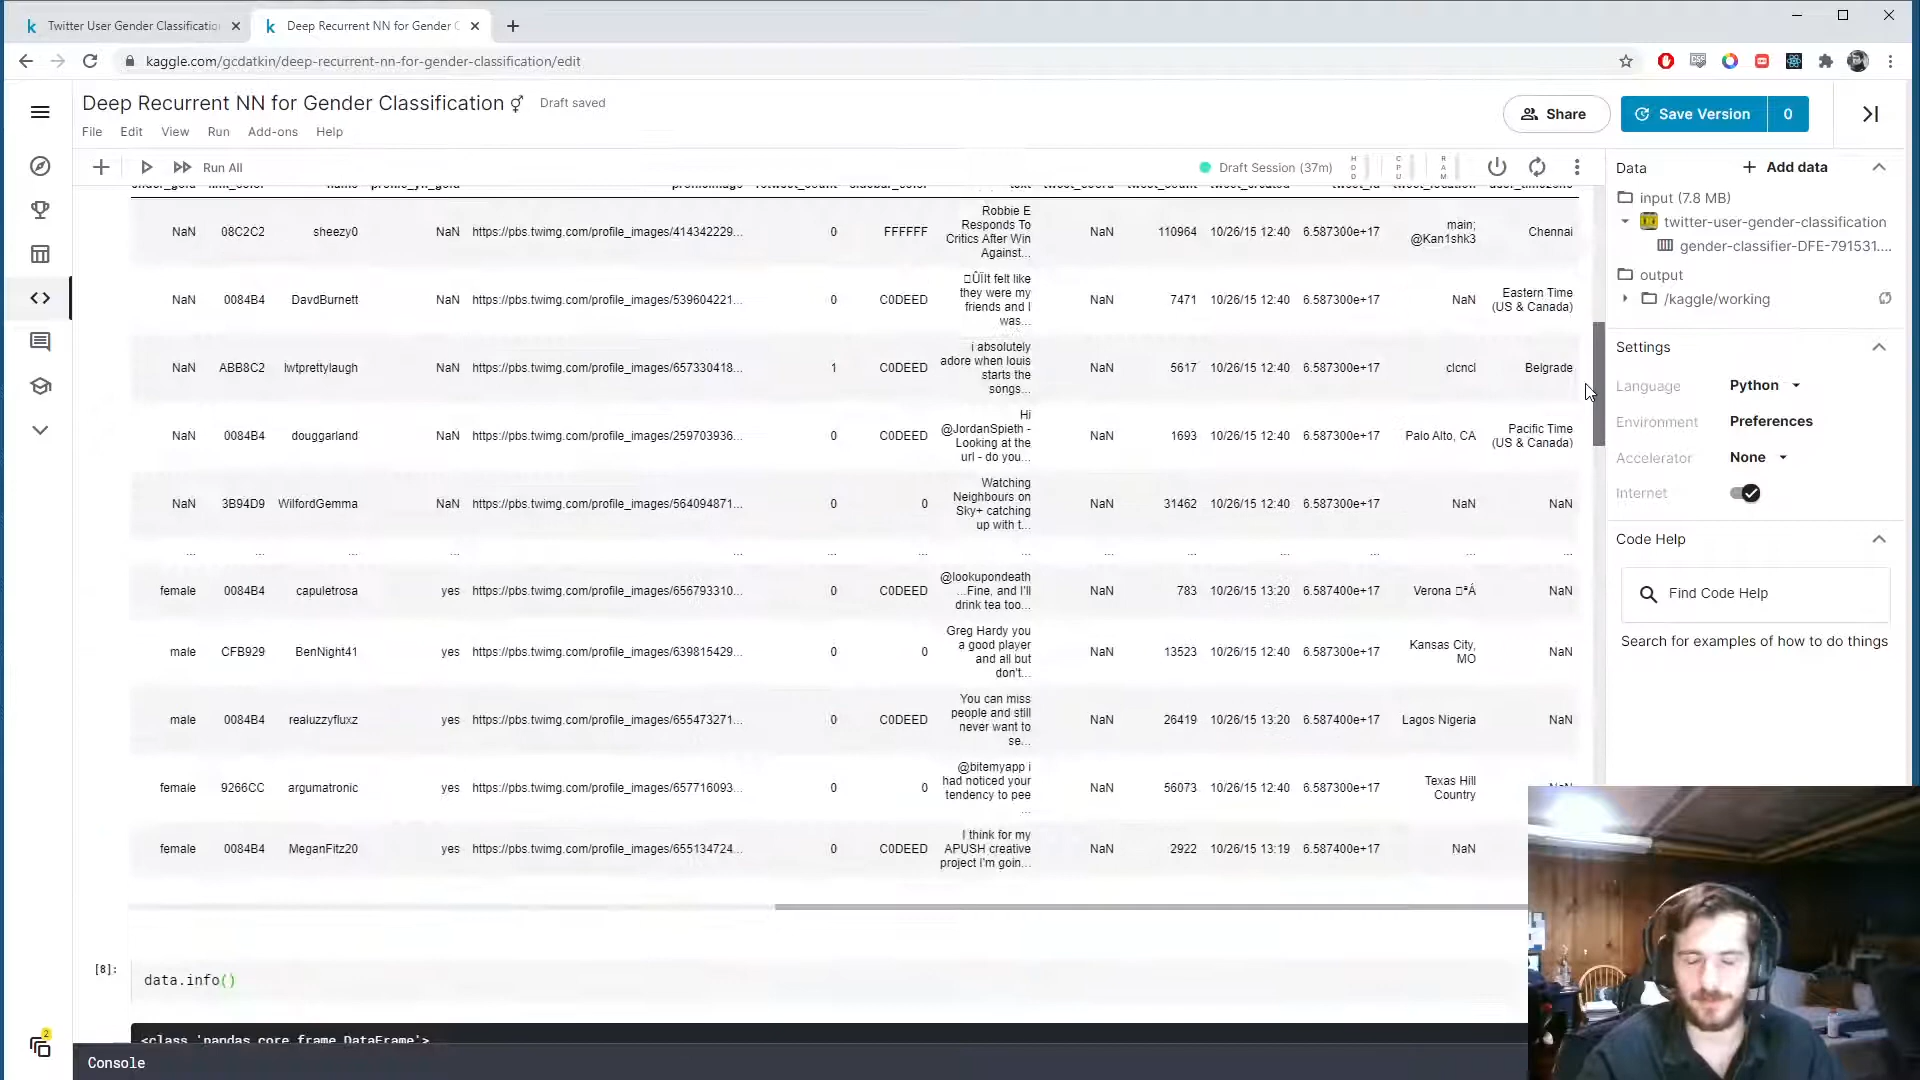 Twitter User Gender Classificatio
Deep Recurrent NN for Gender C
kaggle.com/gcdatkin/deep-recurrent-nn-for-gender-classification/edit
Deep Recurrent NN for Gender Classification ⚥
Draft saved
File Edit View Run Add-ons Help
Share
Save Version 0
Run All
Draft Session (37m)
HDD
CPU
RAM
NaN 08C2C2 sheezy0 NaN https://pbs.twimg.com/profile_images/414342229... 0 FFFFFF
Robbie E
Responds To
Critics After Win
Against...
NaN 110964 10/26/15 12:40 6.587300e+17
main;
@Kan1shk3
Chennai
NaN 0084B4 DavdBurnett NaN https://pbs.twimg.com/profile_images/539604221... 0 C0DEED
ÛÏIt felt like
they were my
friends and I
was...
NaN 7471 10/26/15 12:40 6.587300e+17 NaN
Eastern Time
(US & Canada)
NaN ABB8C2 lwtprettylaugh NaN https://pbs.twimg.com/profile_images/657330418... 1 C0DEED
i absolutely
adore when louis
starts the
songs...
NaN 5617 10/26/15 12:40 6.587300e+17 clcncl Belgrade
NaN 0084B4 douggarland NaN https://pbs.twimg.com/profile_images/259703936... 0 C0DEED
Hi
@JordanSpieth -
Looking at the
url - do you...
NaN 1693 10/26/15 12:40 6.587300e+17 Palo Alto, CA
Pacific Time
(US & Canada)
NaN 3B94D9 WilfordGemma NaN https://pbs.twimg.com/profile_images/564094871... 0 0
Watching
Neighbours on
Sky+ catching
up with t...
NaN 31462 10/26/15 12:40 6.587300e+17 NaN NaN
... ... ... ... ... ... ... ... ... ... ... ... ... ...
female 0084B4 capuletrosa yes https://pbs.twimg.com/profile_images/656793310... 0 C0DEED
@lookupondeath
...Fine, and I'll
drink tea too...
NaN 783 10/26/15 13:20 6.587400e+17 Verona ªÁ NaN
male CFB929 BenNight41 yes https://pbs.twimg.com/profile_images/639815429... 0 0
Greg Hardy you
a good player
and all but
don't...
NaN 13523 10/26/15 12:40 6.587300e+17
Kansas City,
MO
NaN
male 0084B4 realuzzyfluxz yes https://pbs.twimg.com/profile_images/655473271... 0 C0DEED
You can miss
people and still
never want to
se...
NaN 26419 10/26/15 13:20 6.587400e+17 Lagos Nigeria NaN
female 9266CC argumatronic yes https://pbs.twimg.com/profile_images/657716093... 0 0
@bitemyapp i
had noticed your
tendency to pee
...
NaN 56073 10/26/15 12:40 6.587300e+17
Texas Hill
Country
female 0084B4 MeganFitz20 yes https://pbs.twimg.com/profile_images/655134724... 0 C0DEED
I think for my
APUSH creative
project I'm goin...
NaN 2922 10/26/15 13:19 6.587400e+17 NaN
[8]:
data.info()
<class 'pandas.core.frame.DataFrame'>
Console
2
Data
Add data
input (7.8 MB)
twitter-user-gender-classification
gender-classifier-DFE-791531....
output
/kaggle/working
Settings
Language Python
Environment Preferences
Accelerator None
Internet
Code Help
Find Code Help
Search for examples of how to do things